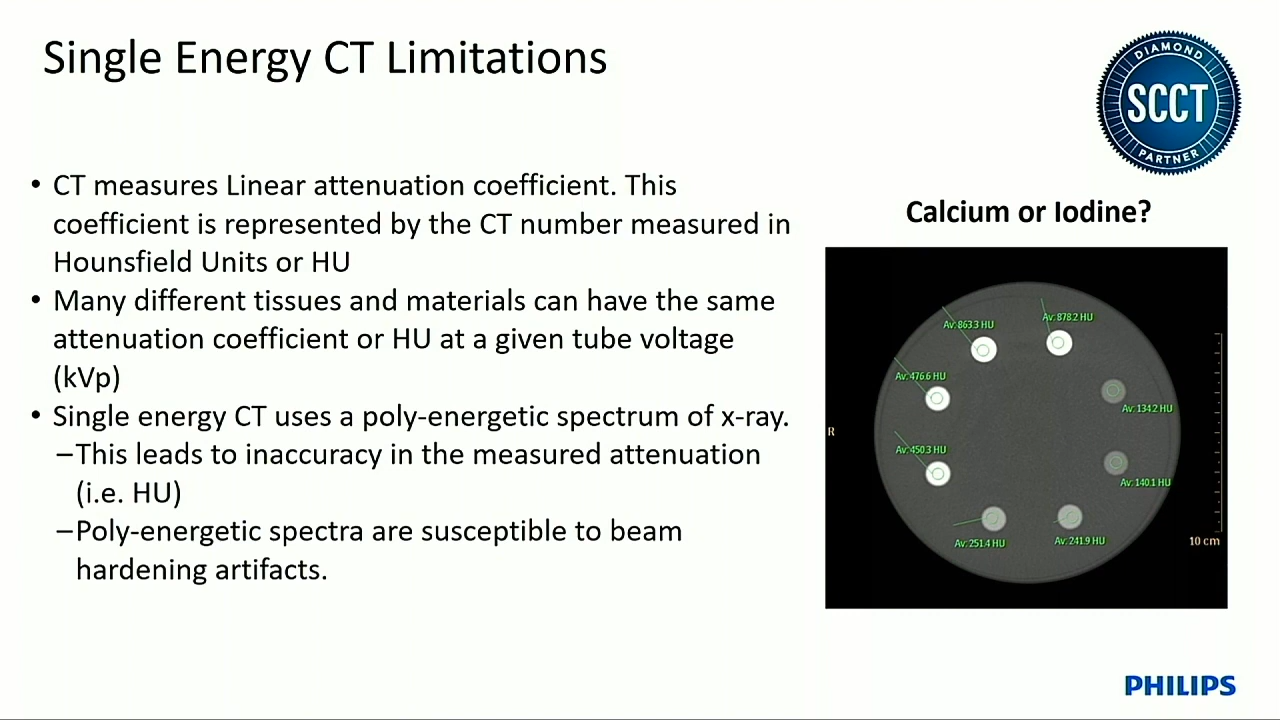 Single Energy CT Limitations
DIAMOND
SCCT
PARTNER
• CT measures Linear attenuation coefficient. This
coefficient is represented by the CT number measured in
Hounsfield Units or HU
• Many different tissues and materials can have the same
attenuation coefficient or HU at a given tube voltage
(kVp)
• Single energy CT uses a poly-energetic spectrum of x-ray.
–This leads to inaccuracy in the measured attenuation
(i.e. HU)
–Poly-energetic spectra are susceptible to beam
hardening artifacts.
Calcium or Iodine?
Av: 863.3 HU
Av: 878.2 HU
Av: 476.6 HU
Av: 134.2 HU
R
Av: 450.3 HU
Av: 140.1 HU
Av: 251.4 HU
Av: 241.9 HU
10 cm
PHILIPS